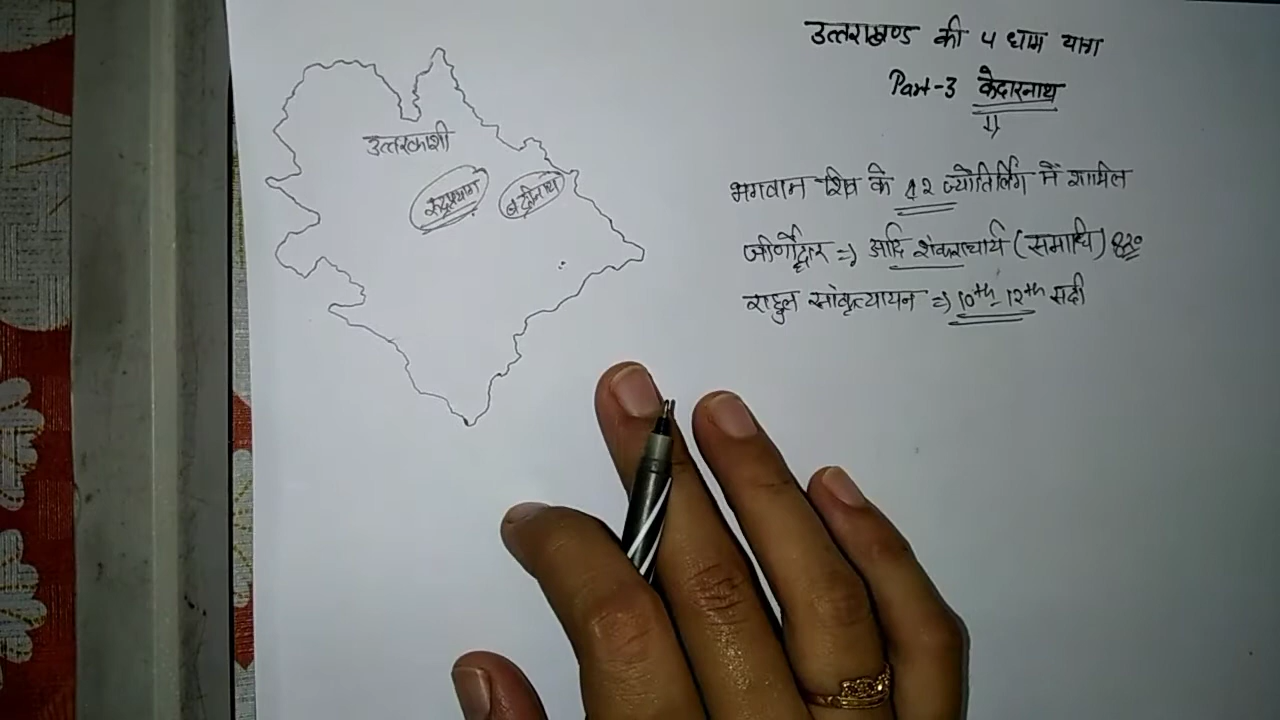 उत्तराखण्ड की 4 धाम यात्रा
Part-3 केदारनाथ
भगवान शिव के 12 ज्योतिर्लिंग में शामिल
जीर्णोद्वार => आदि शंकराचार्य (समाधि) 820
राहुल सांकृत्यायन => 10th- 12th सदी
उत्तरकाशी
रुद्रप्रयाग
बद्रीनाथ